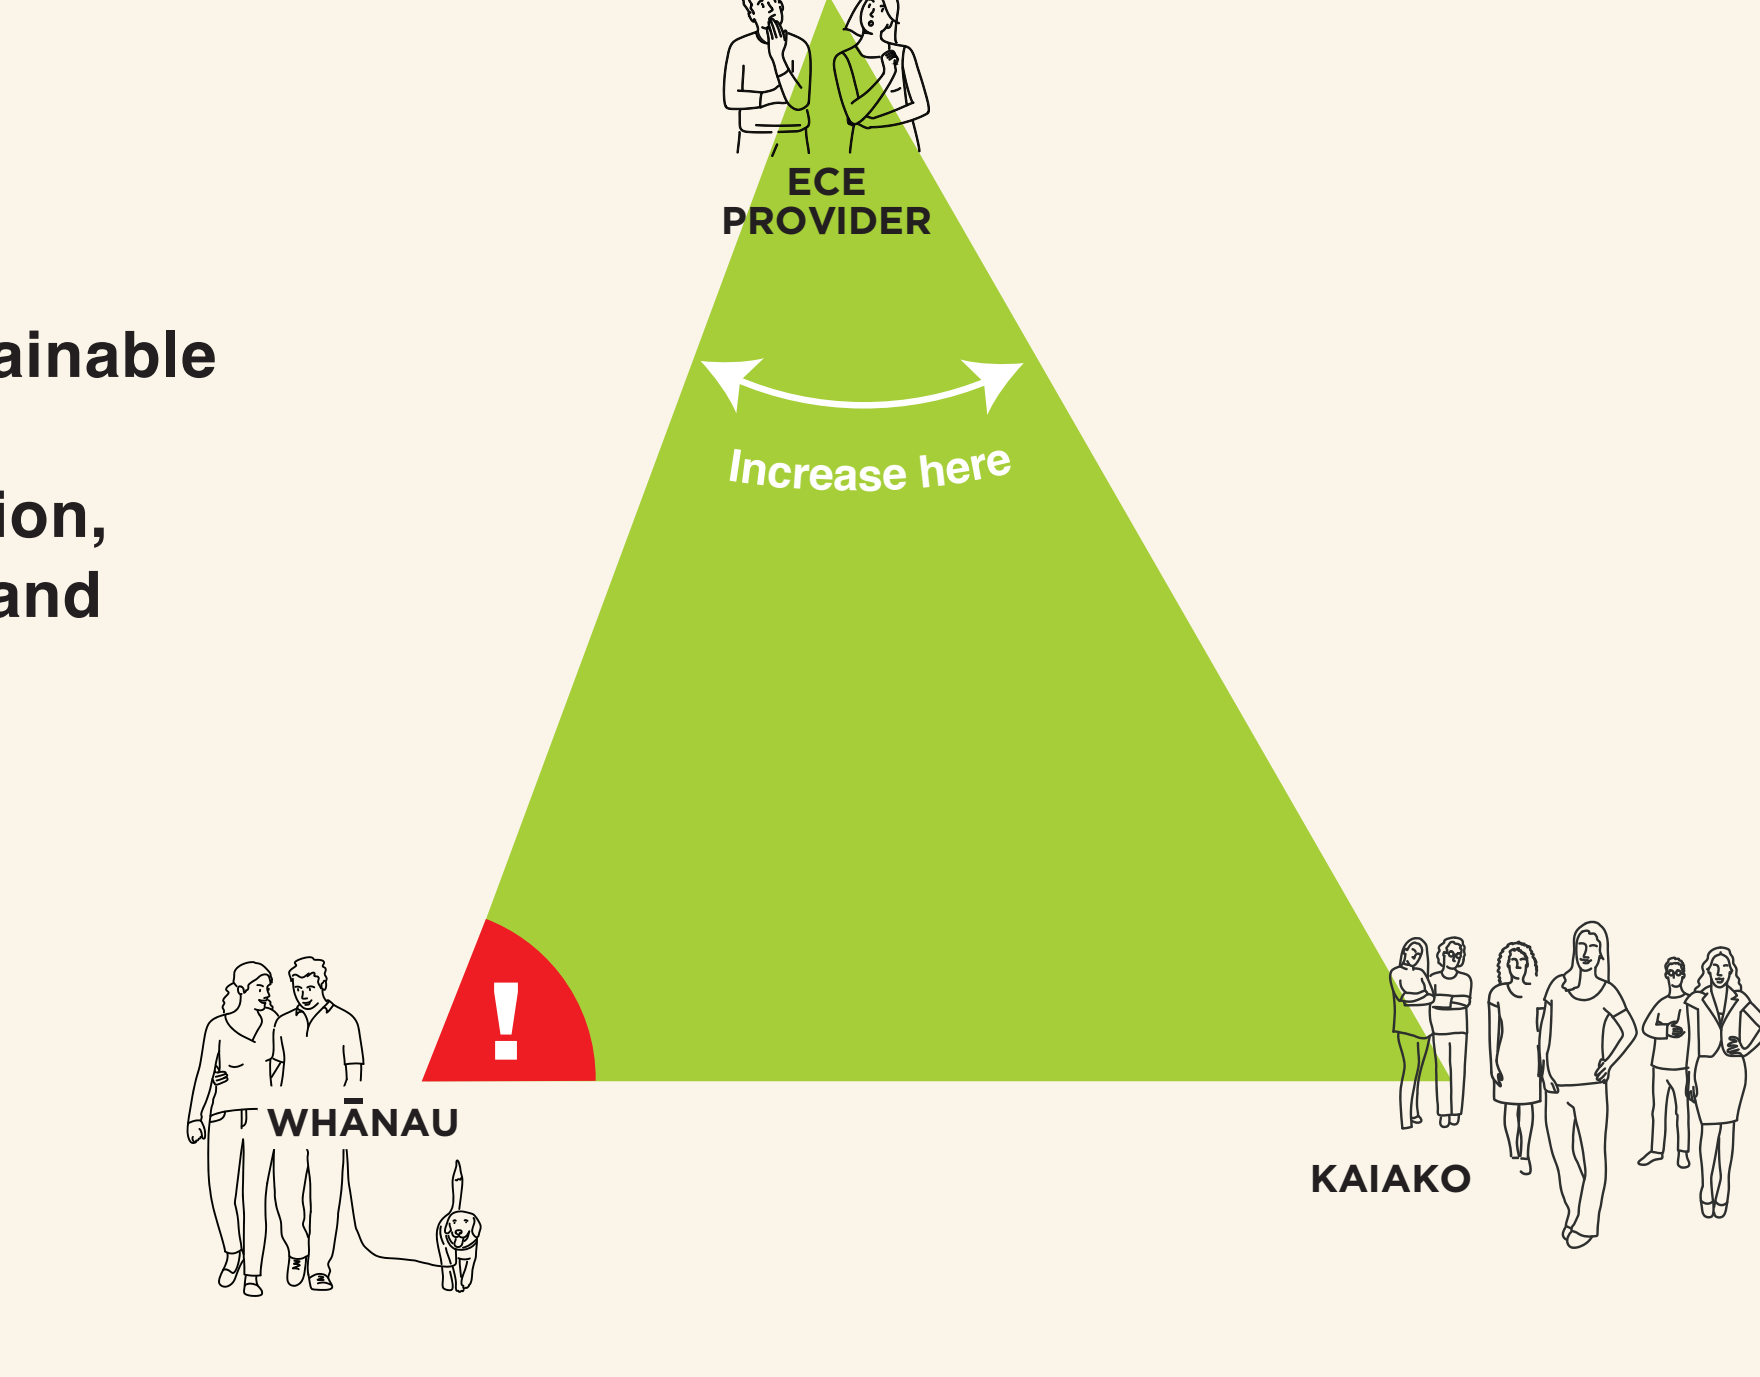 ECE
PROVIDER
ainable
Increase here
ion,
and
!
WHĀNAU
KAIAKO